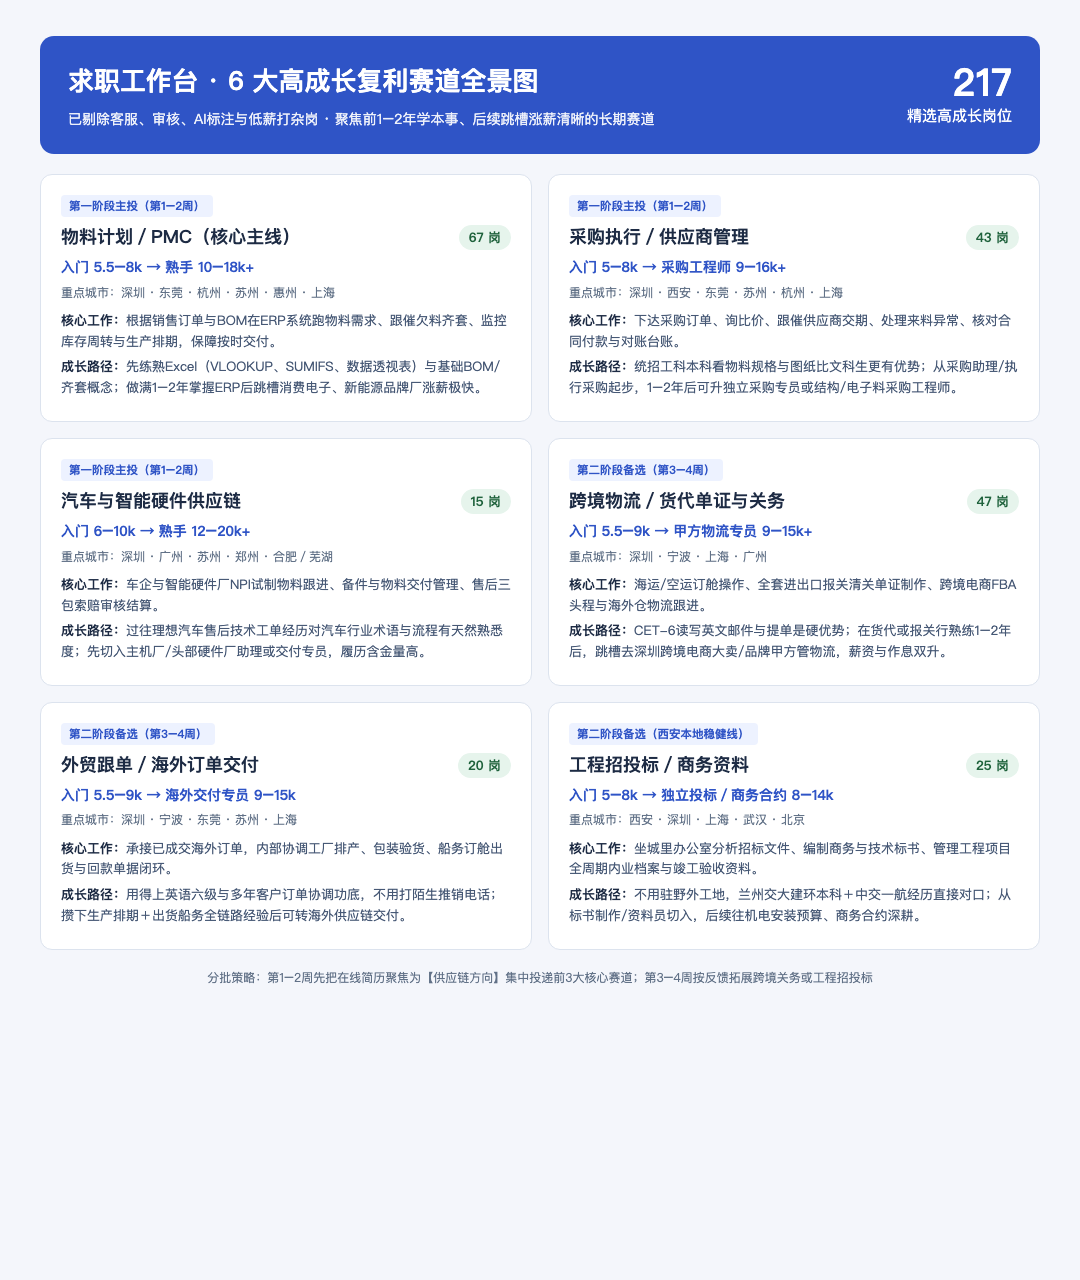 求职工作台 · 6 大高成长复利赛道全景图
已剔除客服、审核、AI标注与低薪打杂岗 · 聚焦前1—2年学本事、后续跳槽涨薪清晰的长期赛道
217
精选高成长岗位
第一阶段主投（第1—2周）
物料计划 / PMC（核心主线）
67 岗
入门 5.5—8k → 熟手 10—18k+
重点城市：深圳 · 东莞 · 杭州 · 苏州 · 惠州 · 上海
核心工作：根据销售订单与BOM在ERP系统跑物料需求、跟催欠料齐套、监控
库存周转与生产排期，保障按时交付。
成长路径：先练熟Excel（VLOOKUP、SUMIFS、数据透视表）与基础BOM/
齐套概念；做满1—2年掌握ERP后跳槽消费电子、新能源品牌厂涨薪极快。
第一阶段主投（第1—2周）
采购执行 / 供应商管理
43 岗
入门 5—8k → 采购工程师 9—16k+
重点城市：深圳 · 西安 · 东莞 · 苏州 · 杭州 · 上海
核心工作：下达采购订单、询比价、跟催供应商交期、处理来料异常、核对合
同付款与对账台账。
成长路径：统招工科本科看物料规格与图纸比文科生更有优势；从采购助理/执
行采购起步，1—2年后可升独立采购专员或结构/电子料采购工程师。
第一阶段主投（第1—2周）
汽车与智能硬件供应链
15 岗
入门 6—10k → 熟手 12—20k+
重点城市：深圳 · 广州 · 苏州 · 郑州 · 合肥 / 芜湖
核心工作：车企与智能硬件厂NPI试制物料跟进、备件与物料交付管理、售后三
包索赔审核结算。
成长路径：过往理想汽车售后技术工单经历对汽车行业术语与流程有天然熟悉
度；先切入主机厂/头部硬件厂助理或交付专员，履历含金量高。
第二阶段备选（第3—4周）
跨境物流 / 货代单证与关务
47 岗
入门 5.5—9k → 甲方物流专员 9—15k+
重点城市：深圳 · 宁波 · 上海 · 广州
核心工作：海运/空运订舱操作、全套进出口报关清关单证制作、跨境电商FBA
头程与海外仓物流跟进。
成长路径：CET-6读写英文邮件与提单是硬优势；在货代或报关行熟练1—2年
后，跳槽去深圳跨境电商大卖/品牌甲方管物流，薪资与作息双升。
第二阶段备选（第3—4周）
外贸跟单 / 海外订单交付
20 岗
入门 5.5—9k → 海外交付专员 9—15k
重点城市：深圳 · 宁波 · 东莞 · 苏州 · 上海
核心工作：承接已成交海外订单，内部协调工厂排产、包装验货、船务订舱出
货与回款单据闭环。
成长路径：用得上英语六级与多年客户订单协调功底，不用打陌生推销电话；
攒下生产排期＋出货船务全链路经验后可转海外供应链交付。
第二阶段备选（西安本地稳健线）
工程招投标 / 商务资料
25 岗
入门 5—8k → 独立投标 / 商务合约 8—14k
重点城市：西安 · 深圳 · 上海 · 武汉 · 北京
核心工作：坐城里办公室分析招标文件、编制商务与技术标书、管理工程项目
全周期内业档案与竣工验收资料。
成长路径：不用驻野外工地，兰州交大建环本科＋中交一航经历直接对口；从
标书制作/资料员切入，后续往机电安装预算、商务合约深耕。
分批策略：第1—2周先把在线简历聚焦为【供应链方向】集中投递前3大核心赛道；第3—4周按反馈拓展跨境关务或工程招投标